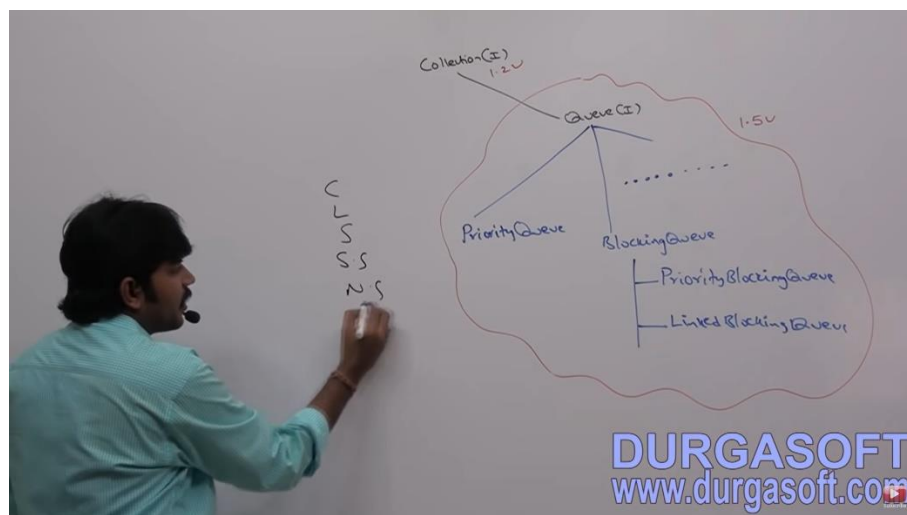 Collection(I)
1.2v
Queue(I)
1.5v
C
L
S
S.S
N.S
PriorityQueue
BlockingQueue
PriorityBlockingQueue
LinkedBlockingQueue
DURGASOFT
www.durgasoft.com